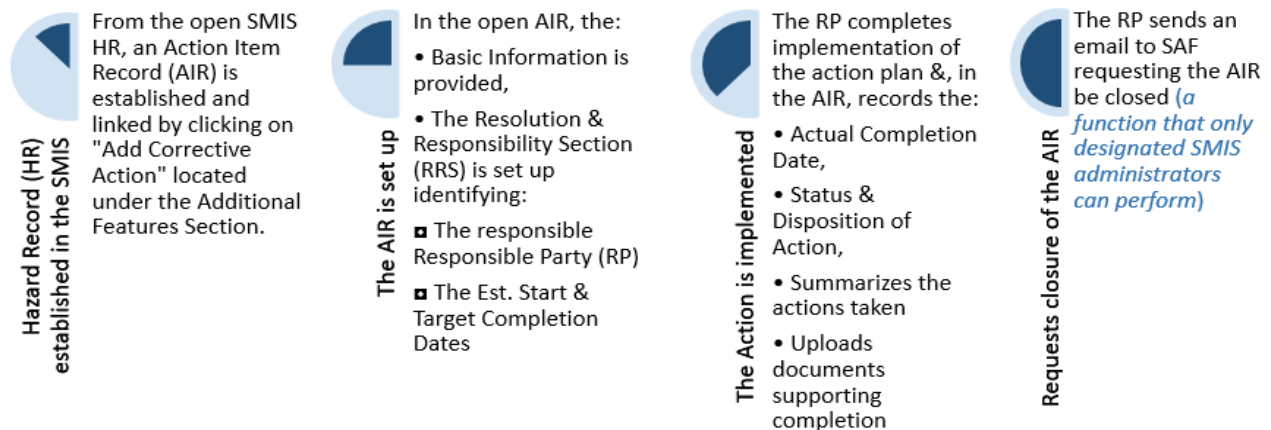 Hazard Record (HR)
established in the SMIS
From the open SMIS
HR, an Action Item
Record (AIR) is
established and
linked by clicking on
"Add Corrective
Action" located
under the Additional
Features Section.
The AIR is set up
In the open AIR, the:
• Basic Information is
provided,
• The Resolution &
Responsibility Section
(RRS) is set up
identifying:
◘ The responsible
Responsible Party (RP)
◘ The Est. Start &
Target Completion
Dates
The Action is implemented
The RP completes
implementation of
the action plan &, in
the AIR, records the:
• Actual Completion
Date,
• Status &
Disposition of
Action,
• Summarizes the
actions taken
• Uploads
documents
supporting
completion
Requests closure of the AIR
The RP sends an
email to SAF
requesting the AIR
be closed (a
function that only
designated SMIS
administrators
can perform)